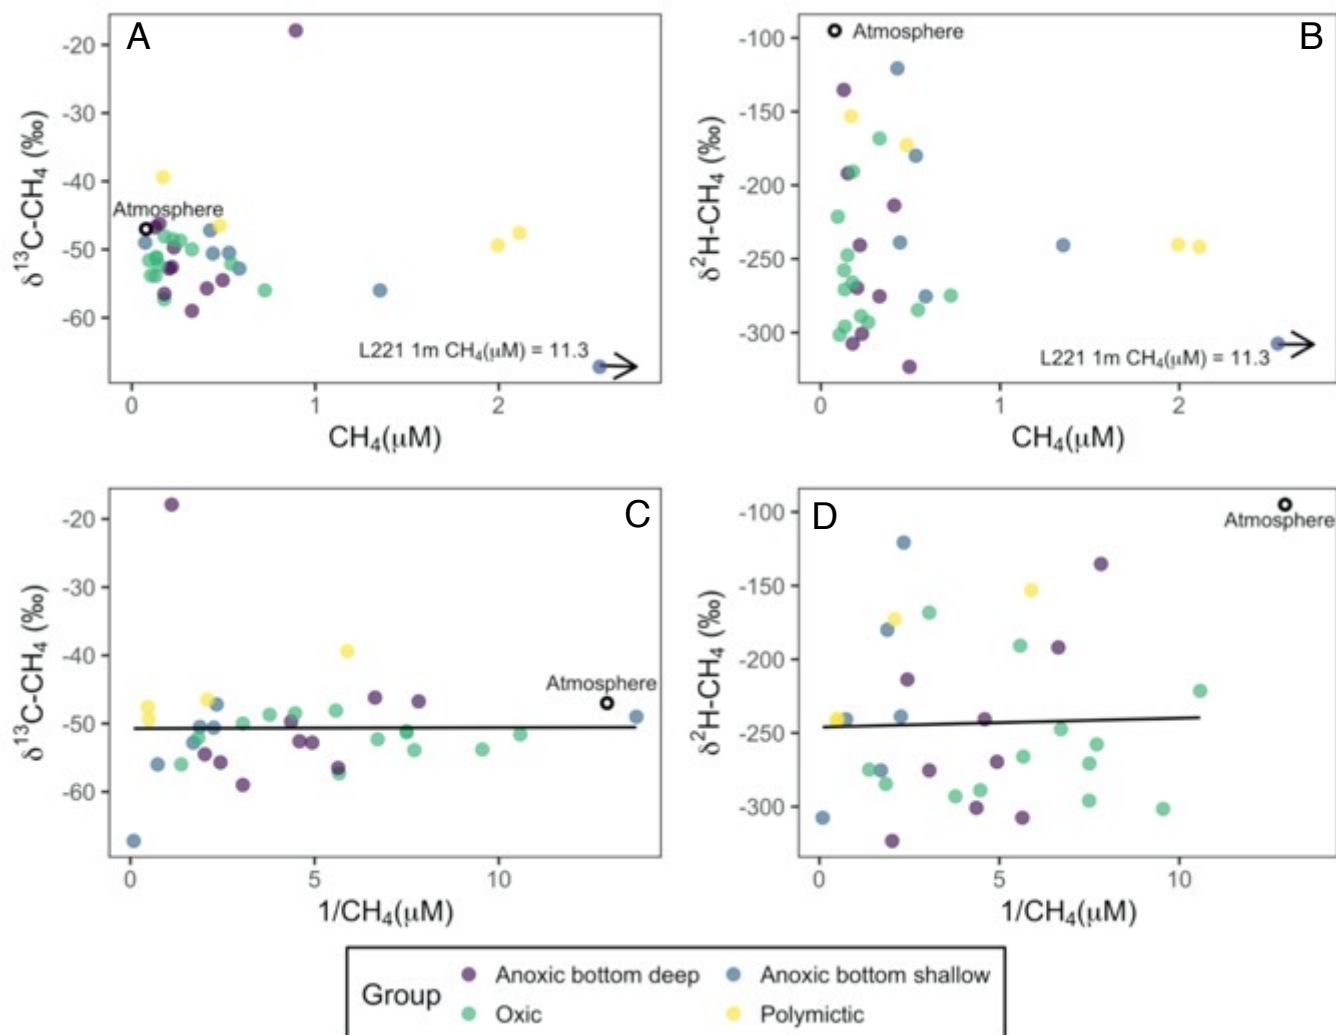 A
δ13C-CH4 (‰)
-20
-30
-40
-50
-60
Atmosphere
L221 1m CH4(μM) = 11.3
0
1
2
CH4(μM)
B
δ2H-CH4 (‰)
-100
-150
-200
-250
-300
Atmosphere
L221 1m CH4(μM) = 11.3
0
1
2
CH4(μM)
C
δ13C-CH4 (‰)
-20
-30
-40
-50
-60
Atmosphere
0
5
10
1/CH4(μM)
D
δ2H-CH4 (‰)
-100
-150
-200
-250
-300
Atmosphere
0
5
10
1/CH4(μM)
Group
Anoxic bottom deep
Anoxic bottom shallow
Oxic
Polymictic